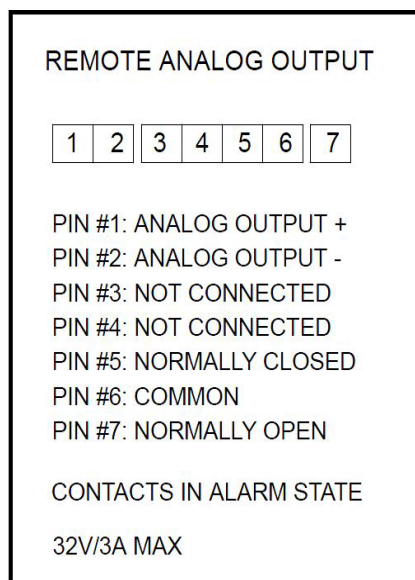 REMOTE ANALOG OUTPUT
1 2 3 4 5 6 7
PIN #1: ANALOG OUTPUT +
PIN #2: ANALOG OUTPUT -
PIN #3: NOT CONNECTED
PIN #4: NOT CONNECTED
PIN #5: NORMALLY CLOSED
PIN #6: COMMON
PIN #7: NORMALLY OPEN
CONTACTS IN ALARM STATE
32V/3A MAX